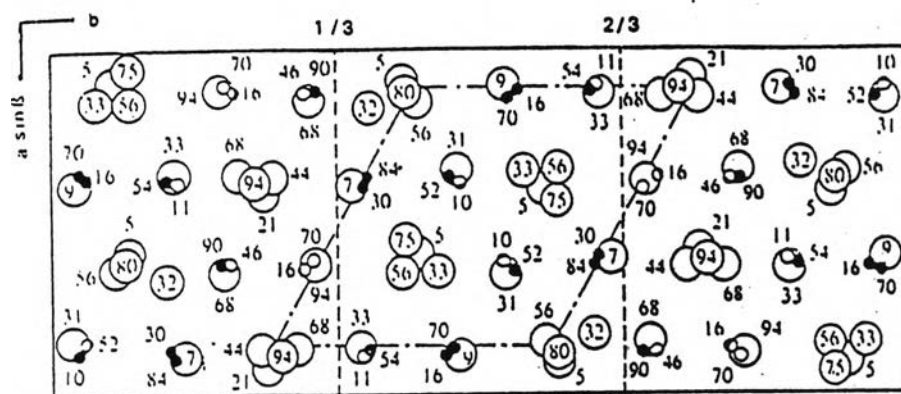 b 1/3 2/3
a sinß
5 75 70 46 90 5 9 11 21 30 10
33 56 94 16 68 32 80 56 70 16 54 33 68 94 44 7 84 52 31
70 33 68 44 84 31 33 56 94 68 32 56
9 16 54 11 94 21 7 30 52 10 5 75 70 16 46 90 80 5
5 90 46 70 75 5 10 52 30 21 11 54 9
56 80 32 68 16 94 56 33 31 84 7 44 94 68 33 16 70
31 30 68 33 70 56 32 68 16 94 56 33
52 10 84 7 44 94 21 54 11 16 9 80 5 90 46 70 75 5